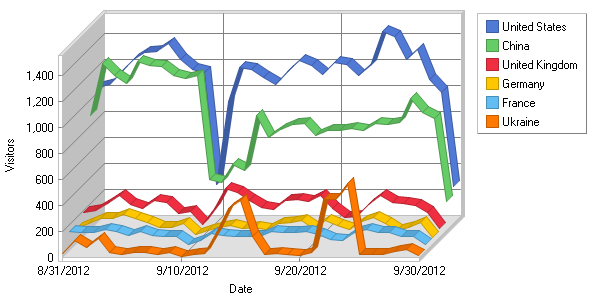 United States
China
United Kingdom
Germany
France
Ukraine
1,400
1,200
1,000
800
600
400
200
0
Visitors
8/31/2012
9/10/2012
9/20/2012
9/30/2012
Date